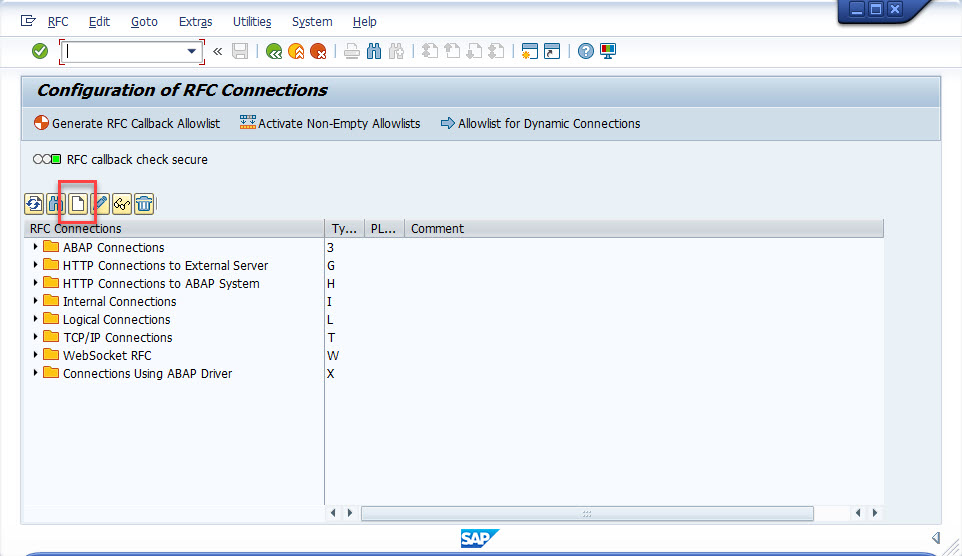 RFC Edit Goto Extras Utilities System Help
«
Configuration of RFC Connections
Generate RFC Callback Allowlist Activate Non-Empty Allowlists Allowlist for Dynamic Connections
RFC callback check secure
RFC Connections Ty... PL... Comment
ABAP Connections 3
HTTP Connections to External Server G
HTTP Connections to ABAP System H
Internal Connections I
Logical Connections L
TCP/IP Connections T
WebSocket RFC W
Connections Using ABAP Driver X
SAP